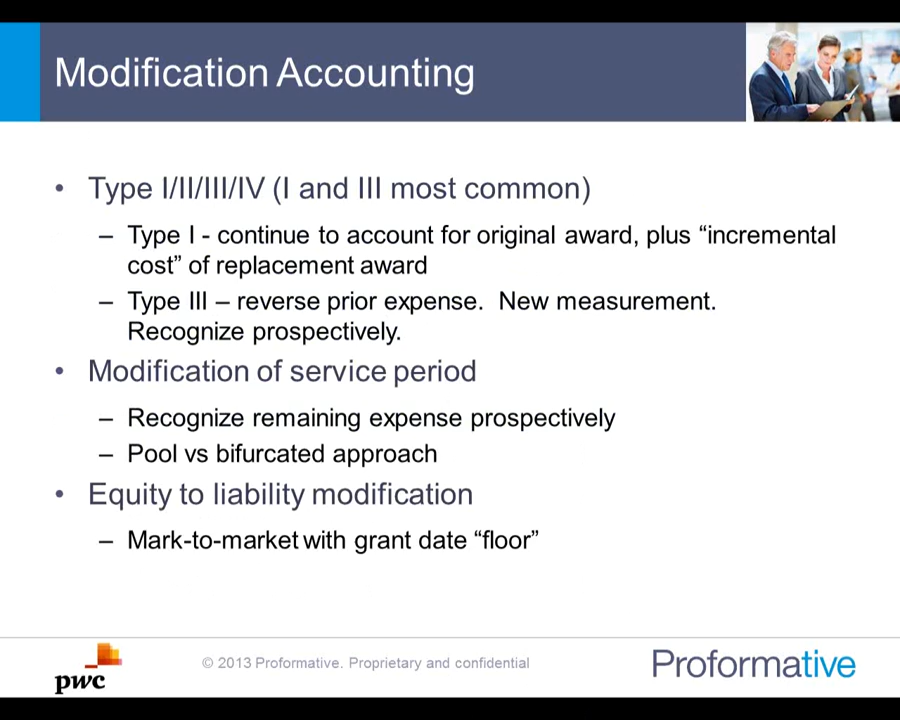 Modification Accounting
• Type I/II/III/IV (I and III most common)
– Type I - continue to account for original award, plus “incremental
cost” of replacement award
– Type III – reverse prior expense.  New measurement.
Recognize prospectively.
• Modification of service period
– Recognize remaining expense prospectively
– Pool vs bifurcated approach
• Equity to liability modification
– Mark-to-market with grant date “floor”
pwc
© 2013 Proformative. Proprietary and confidential
Proformative